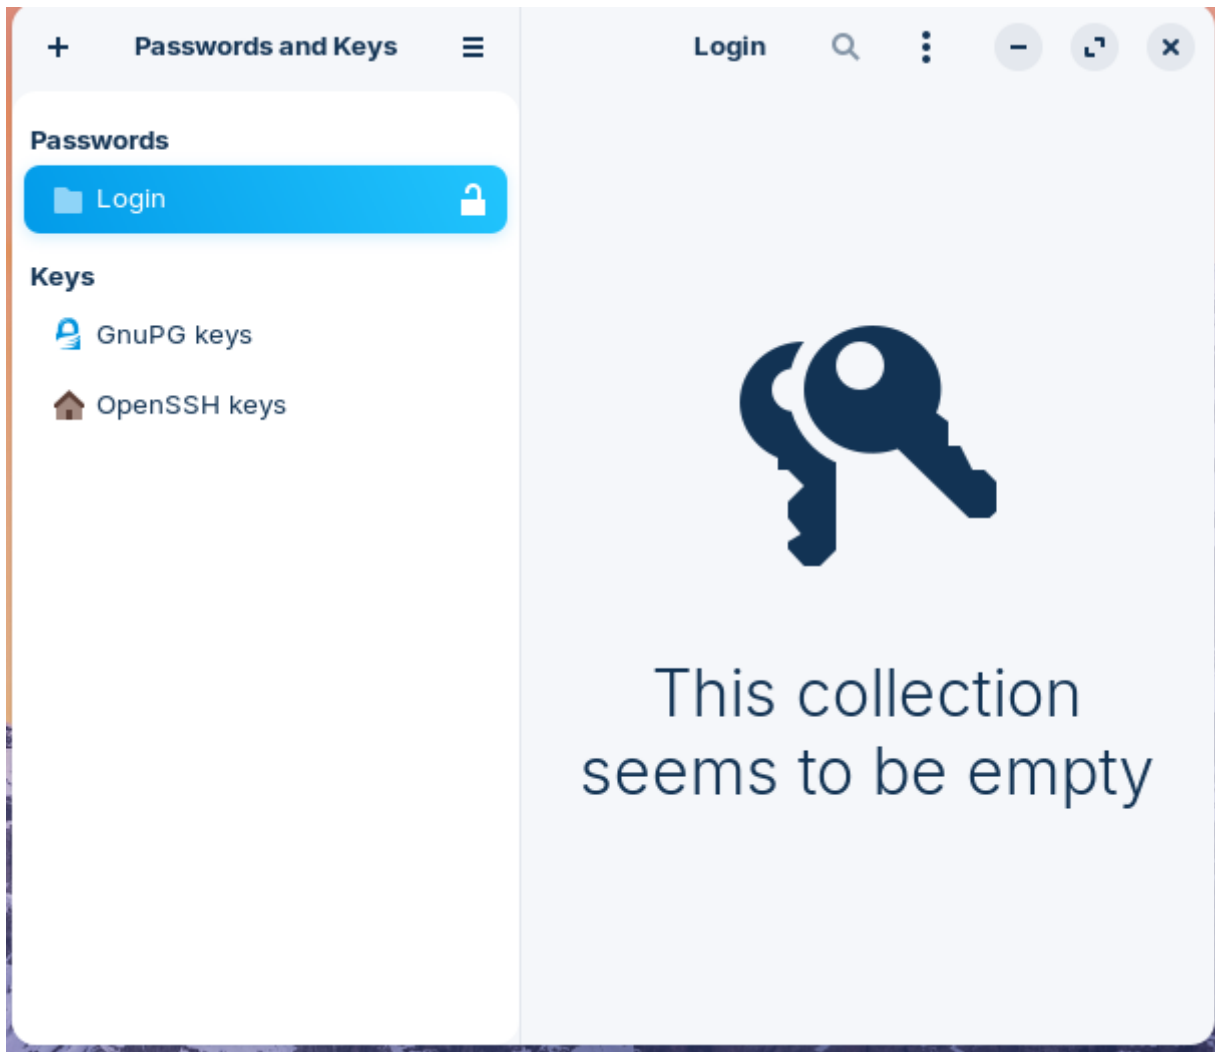 Passwords and Keys
Login
Passwords
Login
Keys
GnuPG keys
OpenSSH keys
This collection
seems to be empty